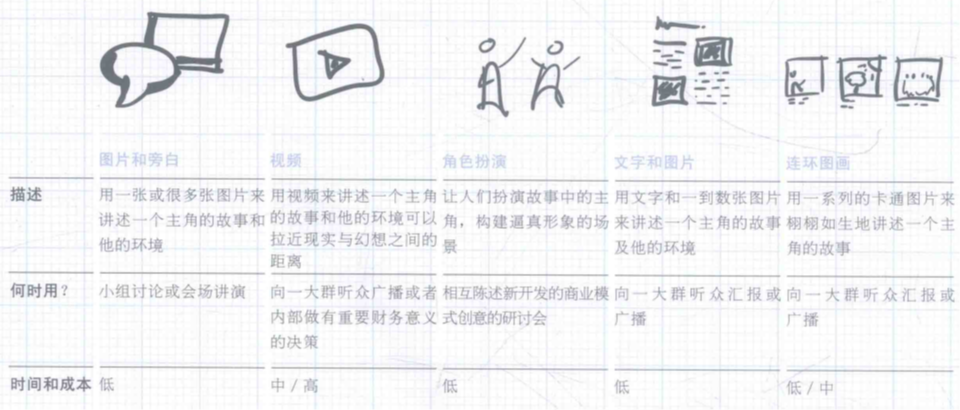 图片和旁白 视频 角色扮演 文字和图片 连环图画
描述 用一张或很多张图片来 用视频来讲述一个主角 让人们扮演故事中的主 用文字和一到数张图片 用一系列的卡通图片来
讲述一个主角的故事和 的故事和他的环境可以 角，构建逼真形象的场 来讲述一个主角的故事 栩栩如生地讲述一个主
他的环境 拉近现实与幻想之间的 景 及他的环境 角的故事
距离
何时用？ 小组讨论或会场讲演 向一大群听众广播或者 相互陈述新开发的商业模 向一大群听众汇报或 向一大群听众汇报或
内部做有重要财务意义 式创意的研讨会 广播 广播
的决策
时间和成本 低 中 / 高 低 低 低 / 中